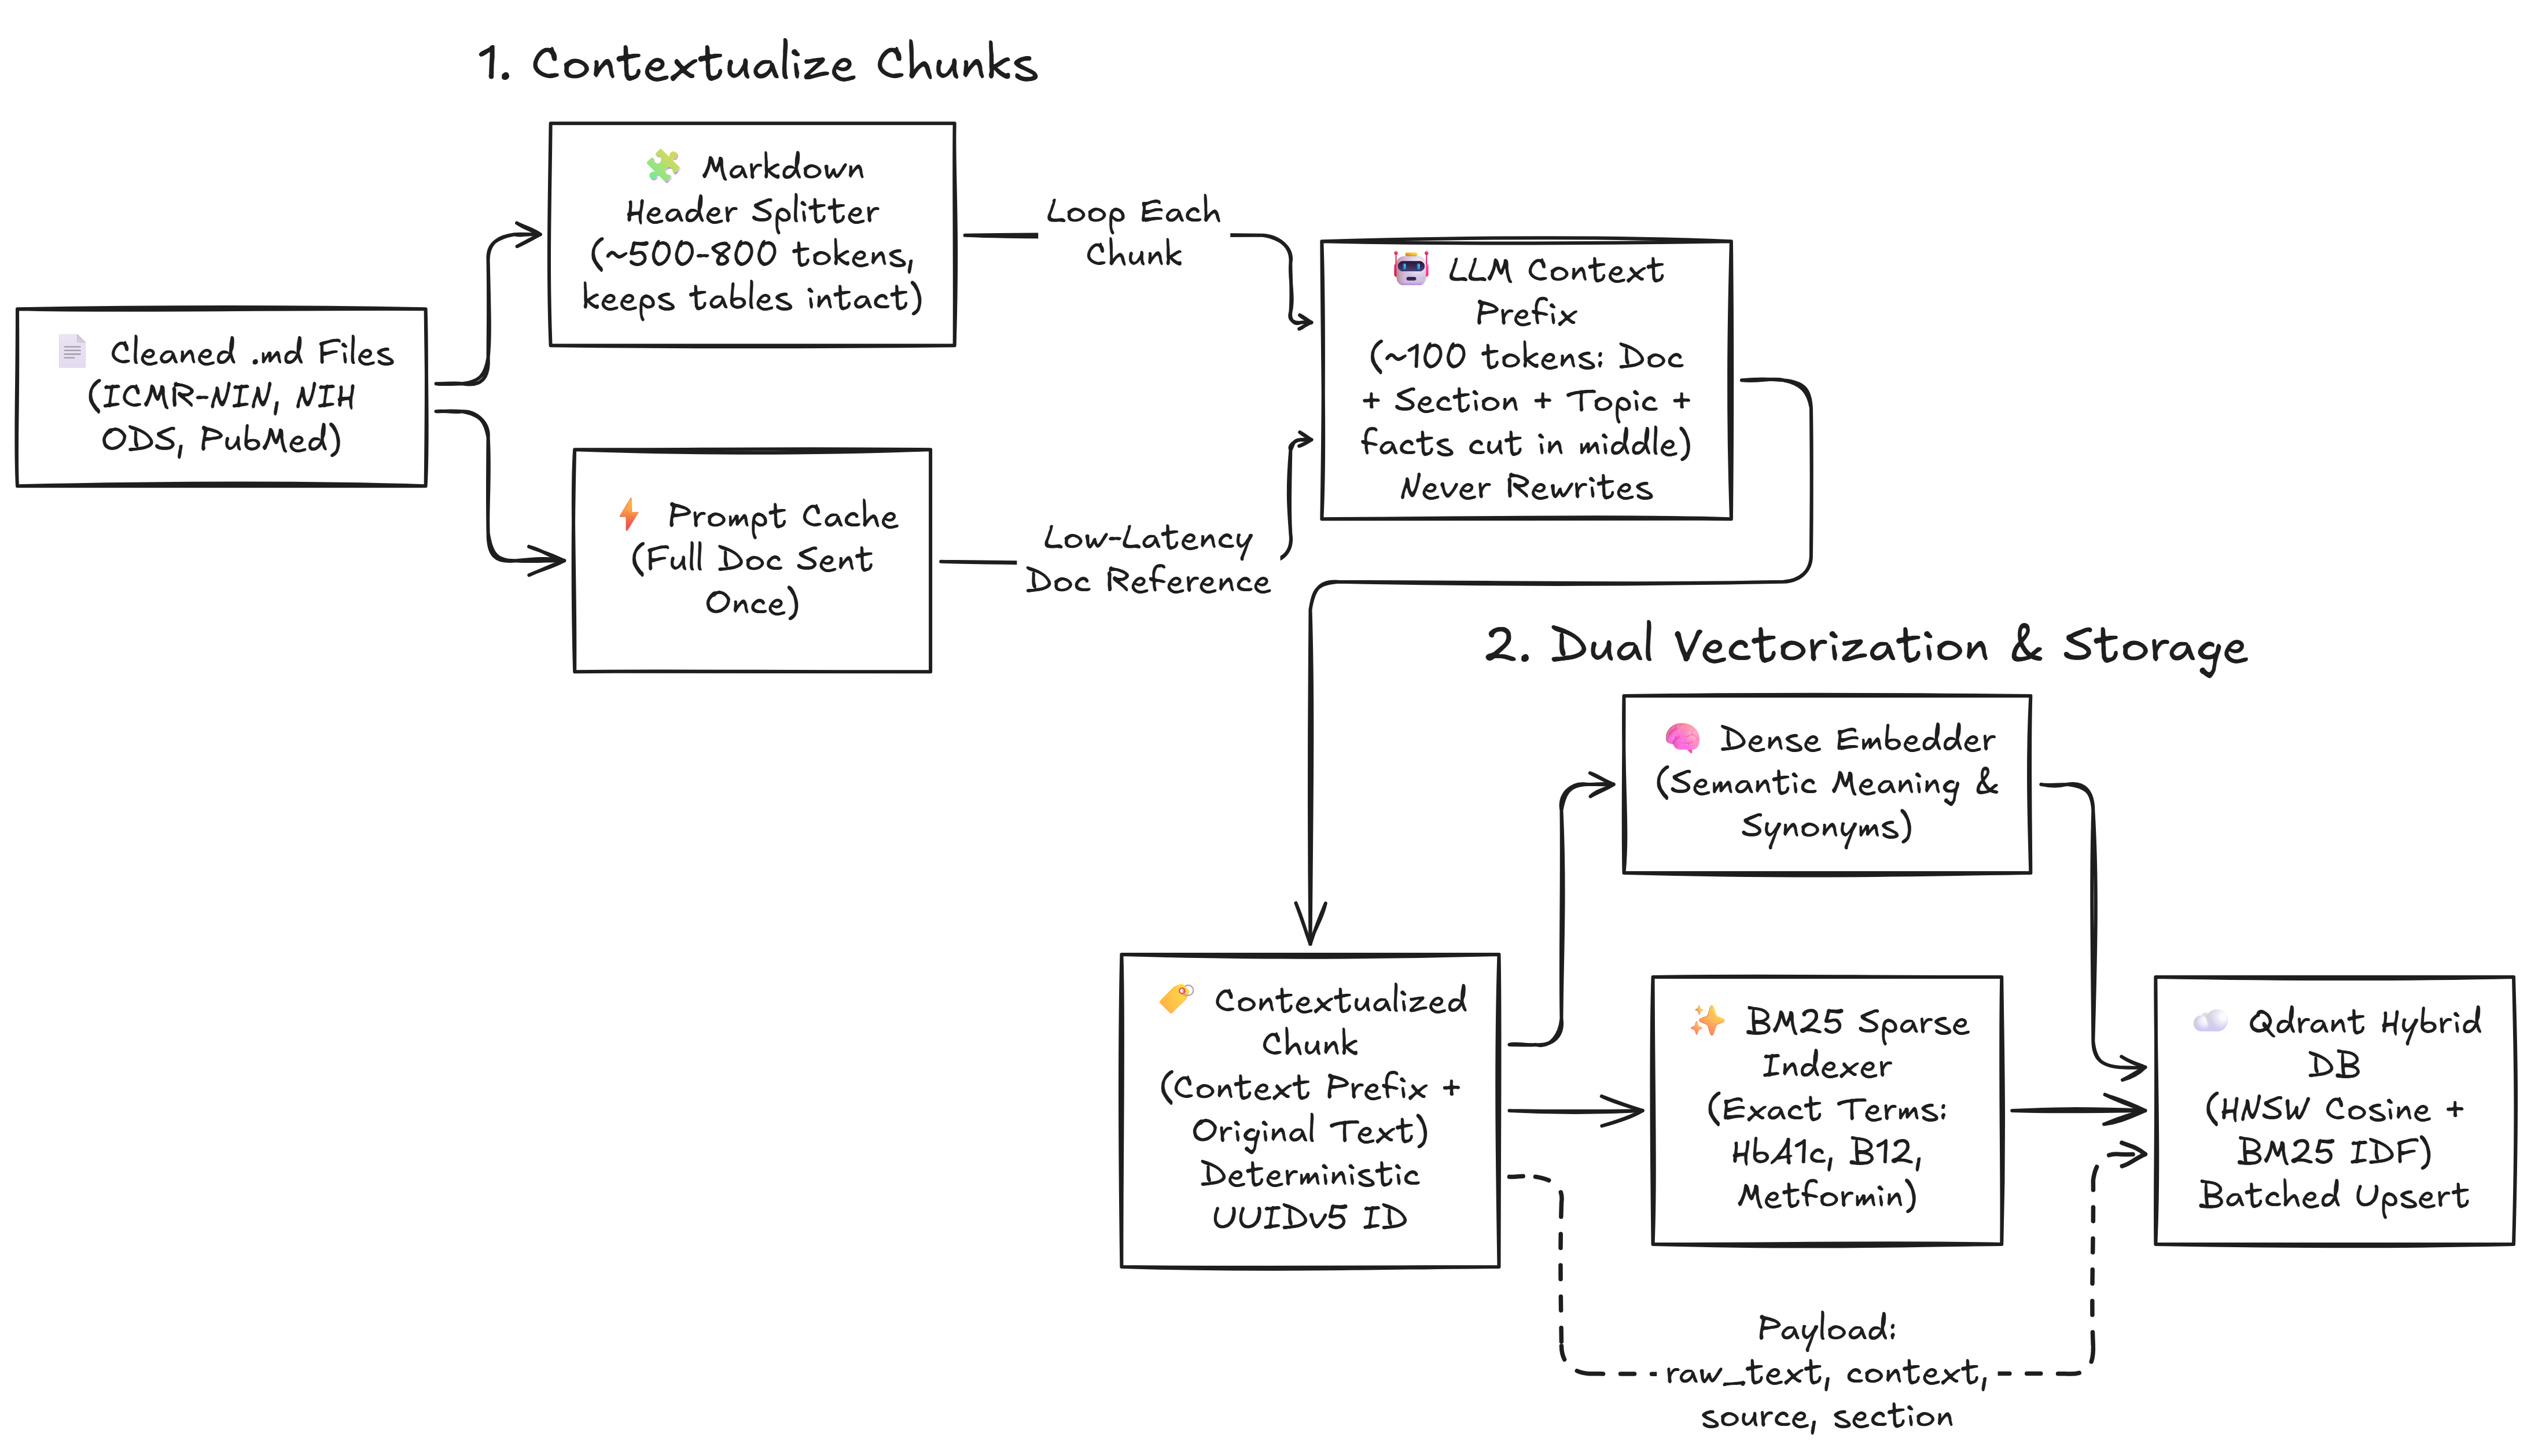 1. Contextualize Chunks
Markdown
Header Splitter
(~500-800 tokens,
keeps tables intact)
Loop Each
Chunk
Cleaned .md Files
(ICMR-NIN, NIH
ODS, PubMed)
Prompt Cache
(Full Doc Sent
Once)
Low-Latency
Doc Reference
LLM Context
Prefix
(~100 tokens: Doc
+ Section + Topic +
facts cut in middle)
Never Rewrites
2. Dual Vectorization & Storage
Dense Embedder
(Semantic Meaning &
Synonyms)
Contextualized
Chunk
(Context Prefix +
Original Text)
Deterministic
UUIDv5 ID
BM25 Sparse
Indexer
(Exact Terms:
HbA1c, B12,
Metformin)
Qdrant Hybrid
DB
(HNSW Cosine +
BM25 IDF)
Batched Upsert
Payload:
raw_text, context,
source, section